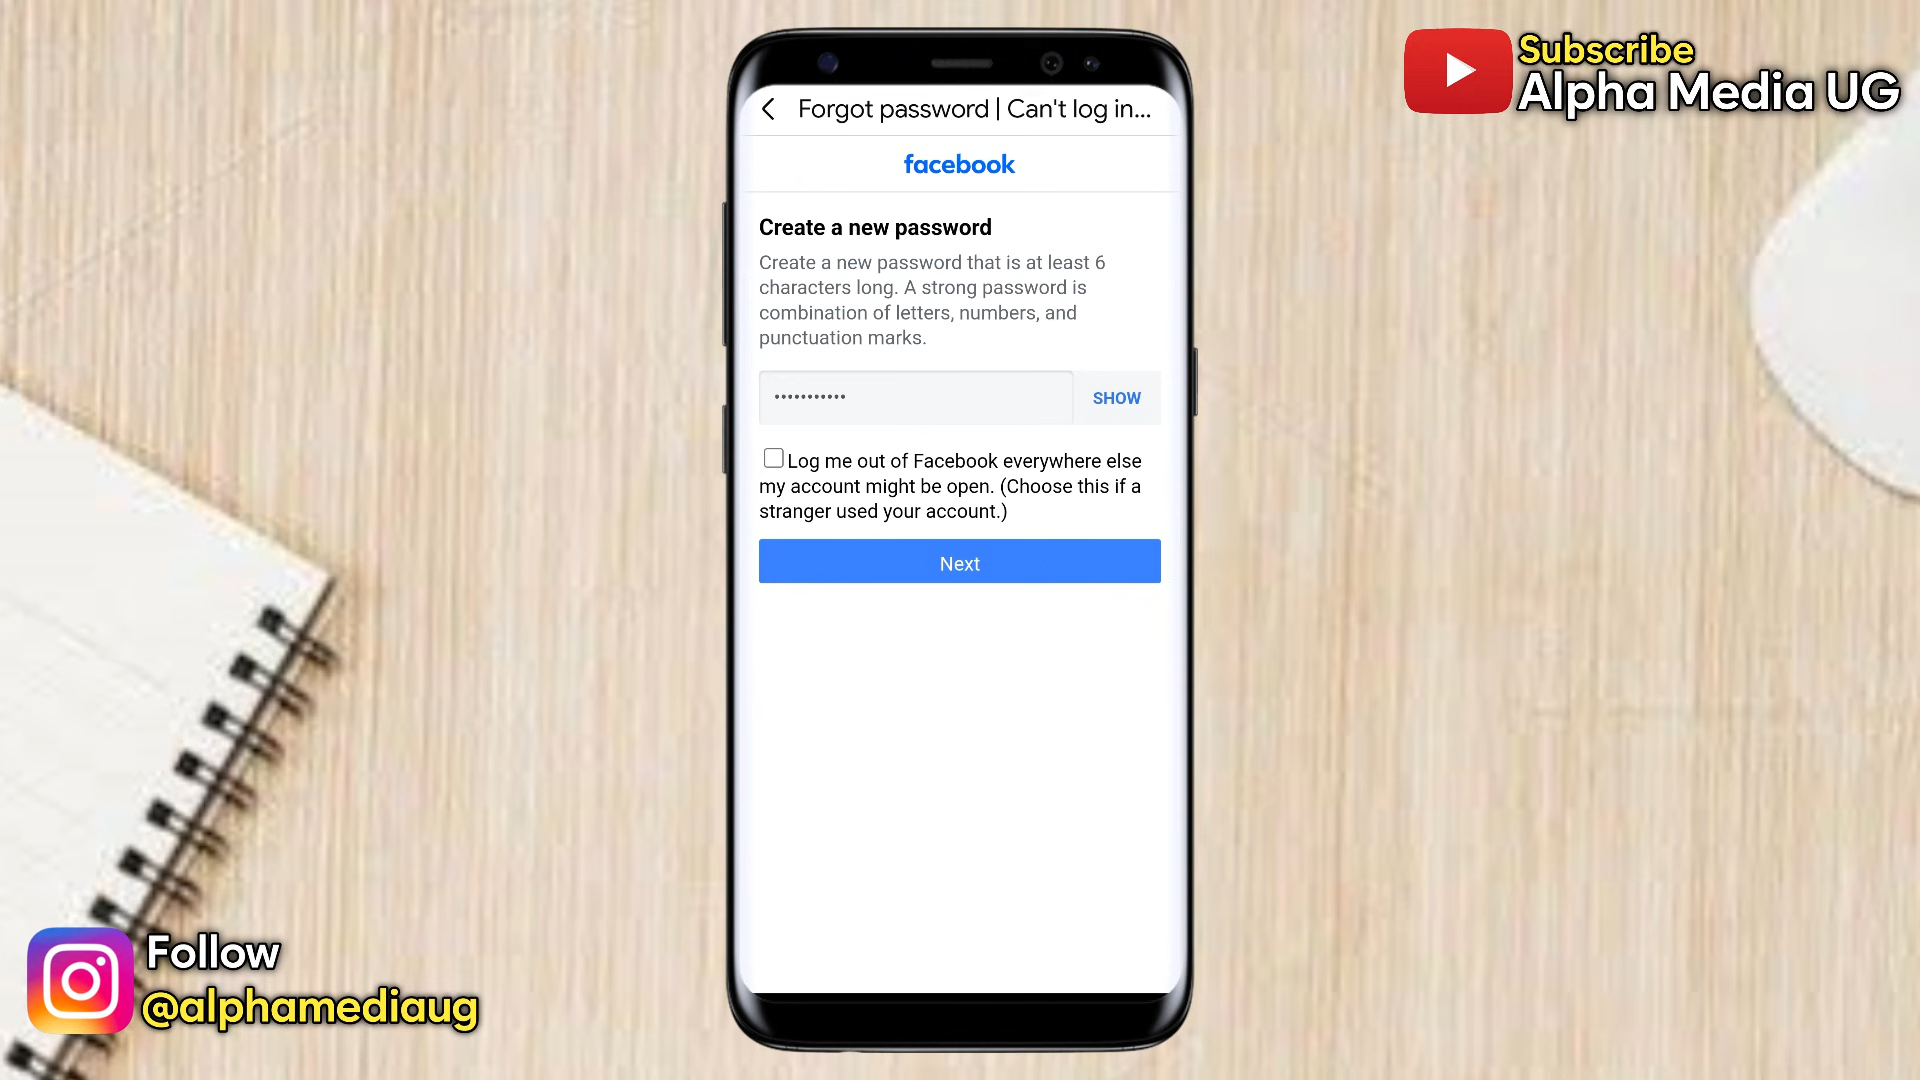 Subscribe
Alpha Media UG
Forgot password | Can't log in...
facebook
Create a new password
Create a new password that is at least 6
characters long. A strong password is
combination of letters, numbers, and
punctuation marks.
•••••••••••
SHOW
Log me out of Facebook everywhere else
my account might be open. (Choose this if a
stranger used your account.)
Next
Follow
@alphamediaug